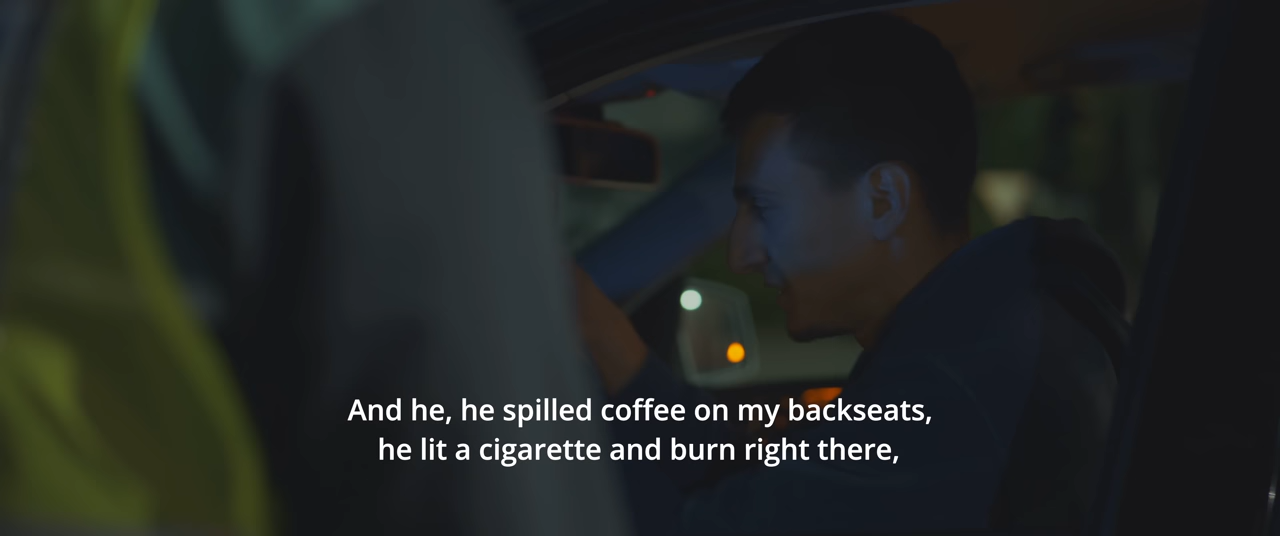 And he, he spilled coffee on my backseats,
he lit a cigarette and burn right there,